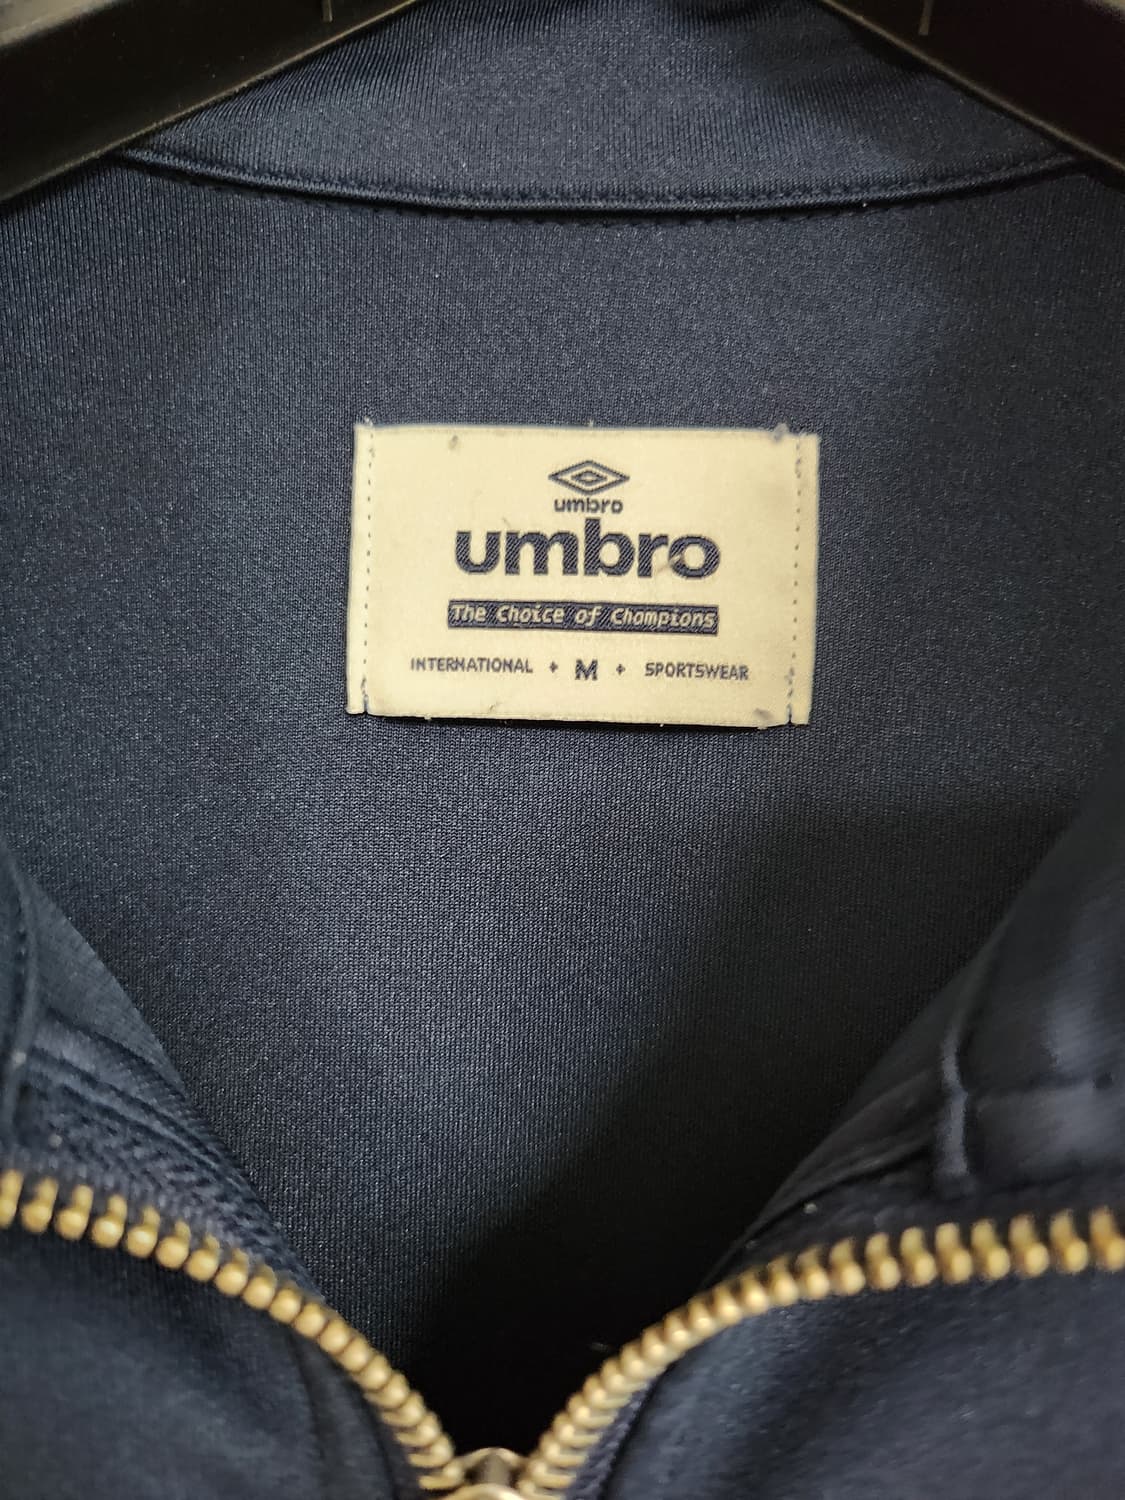 umbro
umbro
The Choice of Champions
INTERNATIONAL + M + SPORTSWEAR